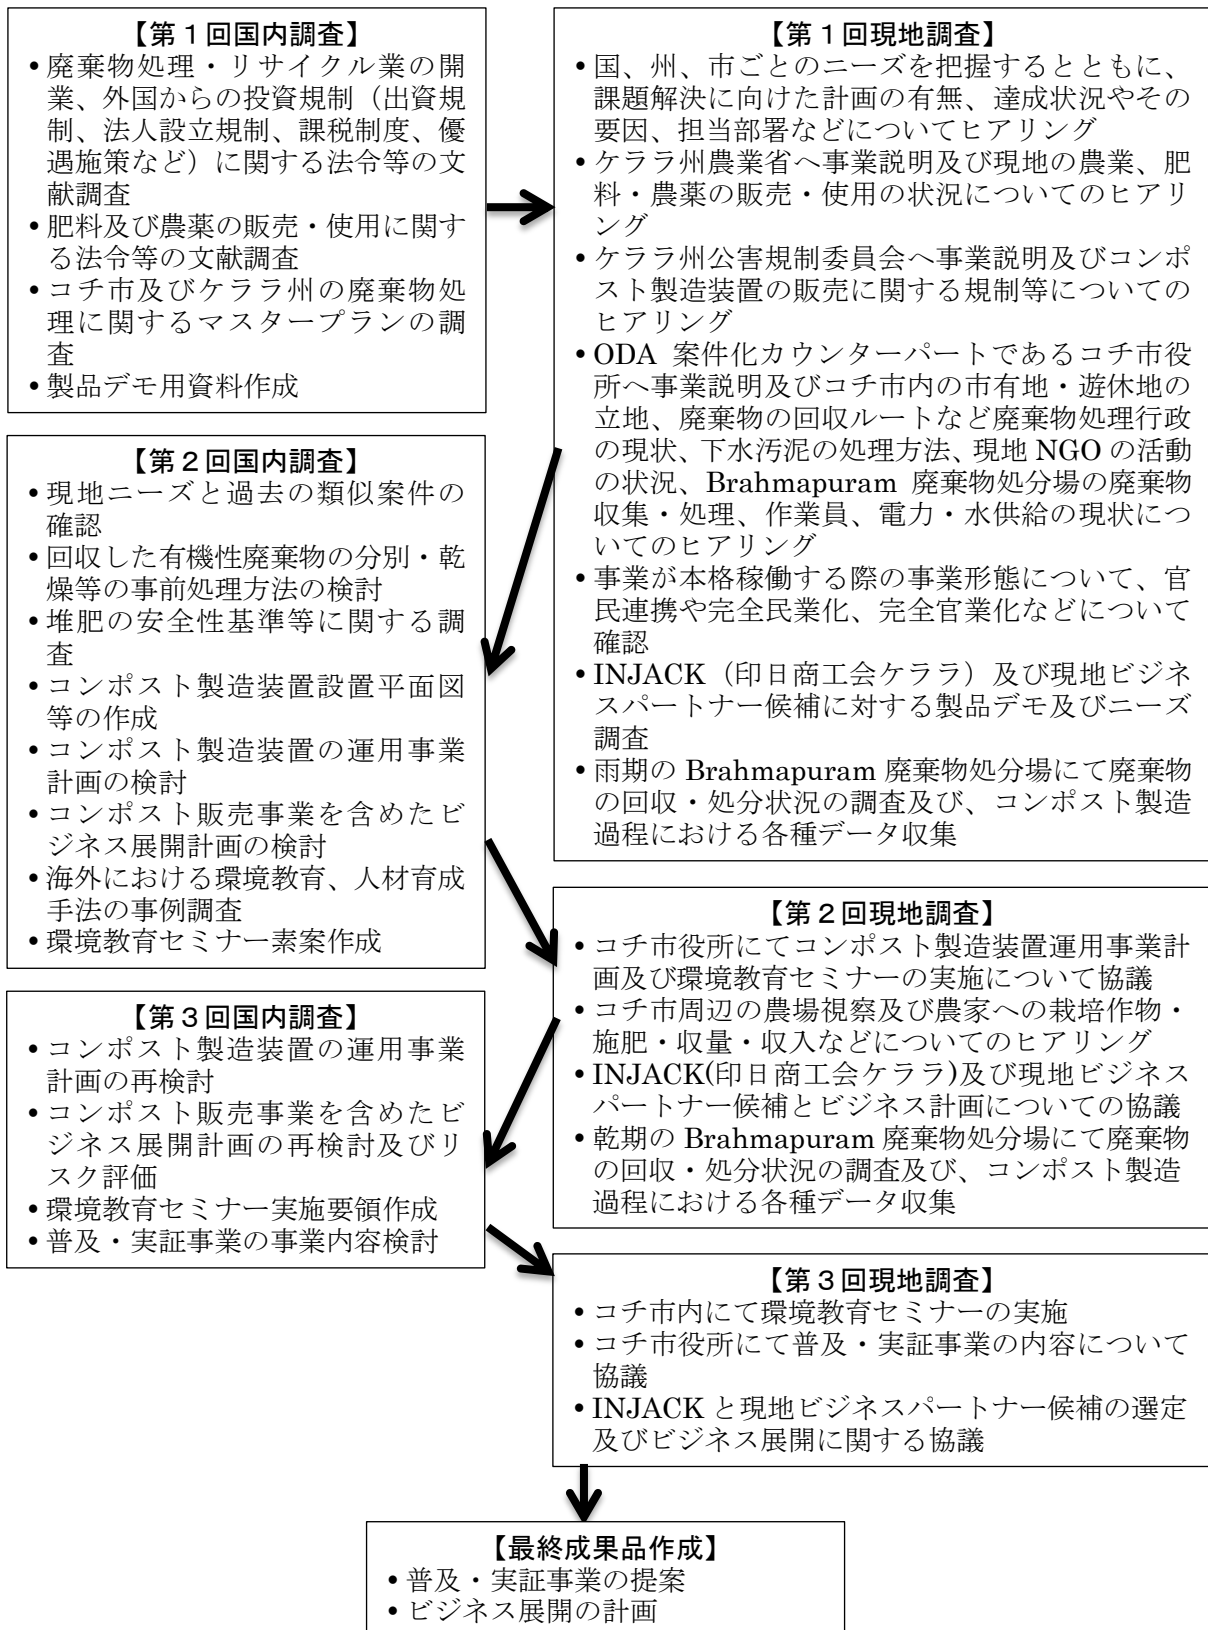 【第１回国内調査】
•廃棄物処理・リサイクル業の開
業、外国からの投資規制（出資規
制、法人設立規制、課税制度、優
遇施策など）に関する法令等の文
献調査
•肥料及び農薬の販売・使用に関す
る法令等の文献調査
•コチ市及びケララ州の廃棄物処
理に関するマスタープランの調
査
•製品デモ用資料作成
【第１回現地調査】
•国、州、市ごとのニーズを把握するとともに、
課題解決に向けた計画の有無、達成状況やその
要因、担当部署などについてヒアリング
•ケララ州農業省へ事業説明及び現地の農業、肥
料・農薬の販売・使用の状況についてのヒアリ
ング
•ケララ州公害規制委員会へ事業説明及びコンポ
スト製造装置の販売に関する規制等についての
ヒアリング
•ODA 案件化カウンターパートであるコチ市役
所へ事業説明及びコチ市内の市有地・遊休地の
立地、廃棄物の回収ルートなど廃棄物処理行政
の現状、下水汚泥の処理方法、現地 NGO の活動
の状況、Brahmapuram 廃棄物処分場の廃棄物
収集・処理、作業員、電力・水供給の現状につ
いてのヒアリング
•事業が本格稼働する際の事業形態について、官
民連携や完全民業化、完全官業化などについて
確認
•INJACK（印日商工会ケララ）及び現地ビジネ
スパートナー候補に対する製品デモ及びニーズ
調査
•雨期の Brahmapuram 廃棄物処分場にて廃棄物
の回収・処分状況の調査及び、コンポスト製造
過程における各種データ収集
【第２回国内調査】
•現地ニーズと過去の類似案件の
確認
•回収した有機性廃棄物の分別・乾
燥等の事前処理方法の検討
•堆肥の安全性基準等に関する調
査
•コンポスト製造装置設置平面図
等の作成
•コンポスト製造装置の運用事業
計画の検討
•コンポスト販売事業を含めたビ
ジネス展開計画の検討
•海外における環境教育、人材育成
手法の事例調査
•環境教育セミナー素案作成
【第２回現地調査】
•コチ市役所にてコンポスト製造装置運用事業計
画及び環境教育セミナーの実施について協議
•コチ市周辺の農場視察及び農家への栽培作物・
施肥・収量・収入などについてのヒアリング
•INJACK(印日商工会ケララ)及び現地ビジネス
パートナー候補とビジネス計画についての協議
•乾期の Brahmapuram 廃棄物処分場にて廃棄物
の回収・処分状況の調査及び、コンポスト製造
過程における各種データ収集
【第３回国内調査】
•コンポスト製造装置の運用事業
計画の再検討
•コンポスト販売事業を含めたビ
ジネス展開計画の再検討及びリ
スク評価
•環境教育セミナー実施要領作成
•普及・実証事業の事業内容検討
【第３回現地調査】
•コチ市内にて環境教育セミナーの実施
•コチ市役所にて普及・実証事業の内容について
協議
•INJACK と現地ビジネスパートナー候補の選定
及びビジネス展開に関する協議
【最終成果品作成】
•普及・実証事業の提案
•ビジネス展開の計画